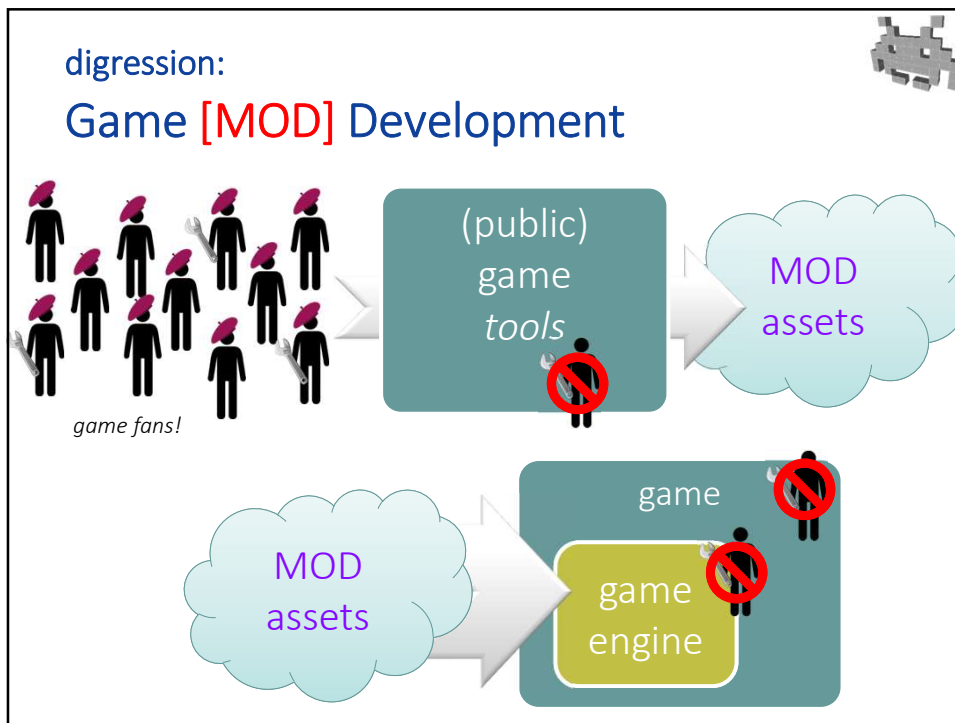 digression:
Game [MOD] Development
(public)
game
tools
MOD
assets
game fans!
game
MOD
assets
game
engine